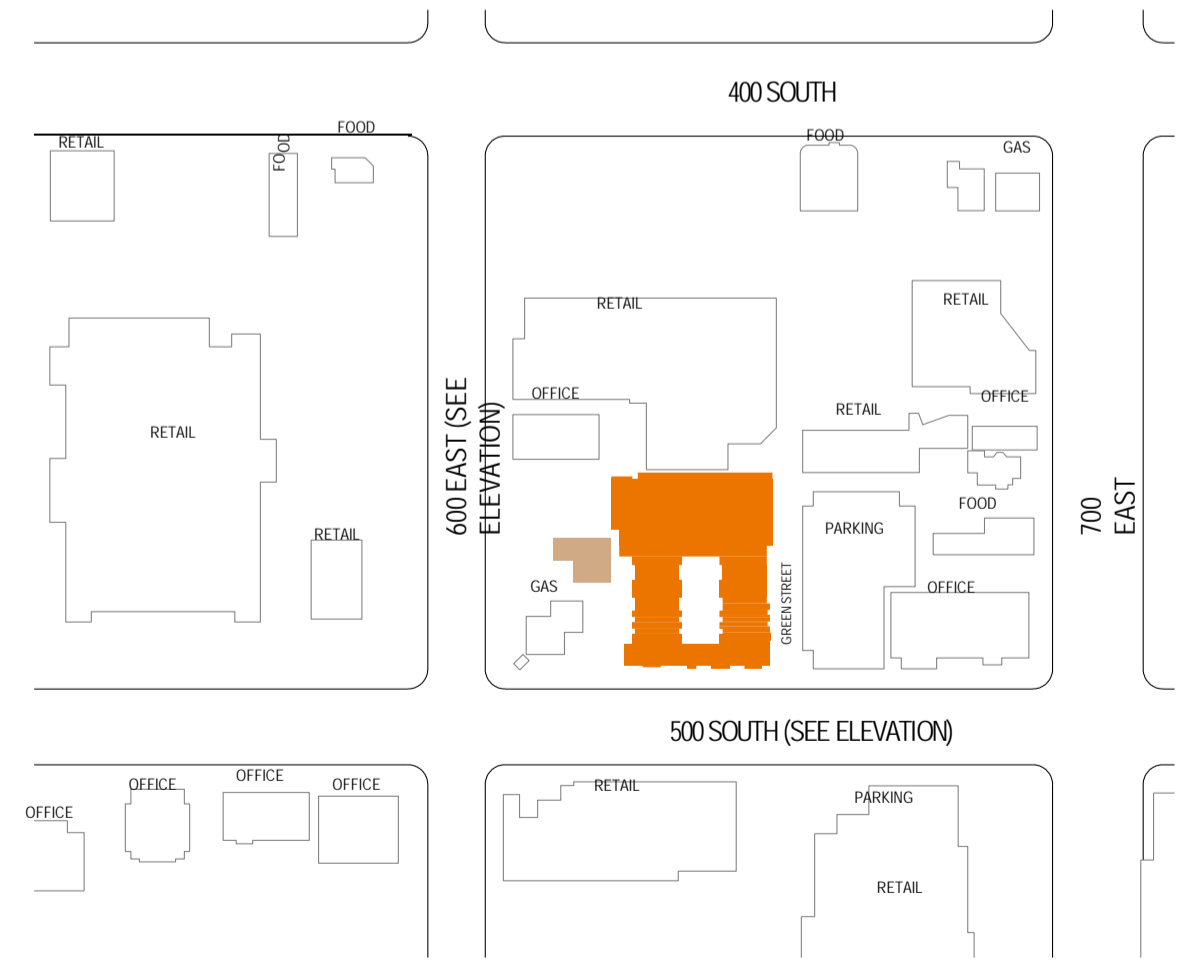 400 SOUTH
FOOD
RETAIL
FOOD
FOOD
GAS
RETAIL
RETAIL
600 EAST (SEE
ELEVATION)
OFFICE
OFFICE
RETAIL
RETAIL
700
EAST
FOOD
PARKING
RETAIL
GREEN STREET
GAS
OFFICE
500 SOUTH (SEE ELEVATION)
OFFICE
OFFICE
OFFICE
OFFICE
RETAIL
PARKING
RETAIL